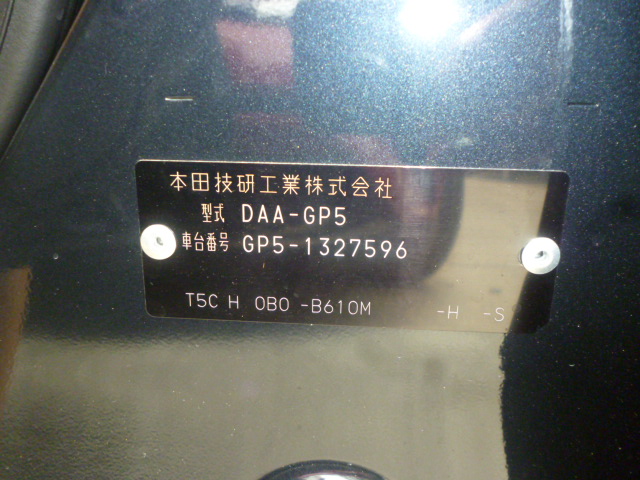 本田技研工業株式会社
型式 DAA-GP5
車台番号 GP5-1327596
T5C H 0B0 -B610M -H -S